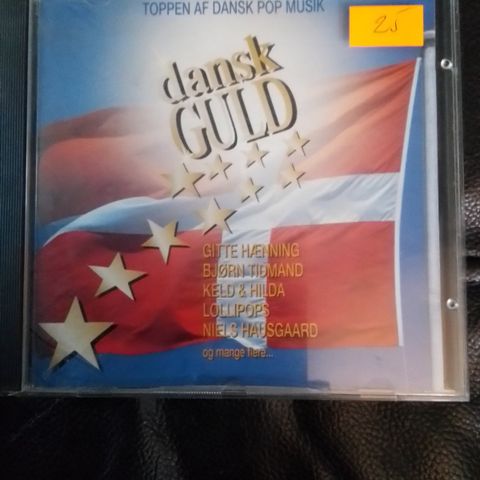 TOPPEN AF DANSK POP MUSIK
25
dansk
GULD
GITTE HÆNNING
BJØRN TIDMAND
KELD & HILDA
LOLLIPOPS
NIELS HAUSGAARD
og mange flere...